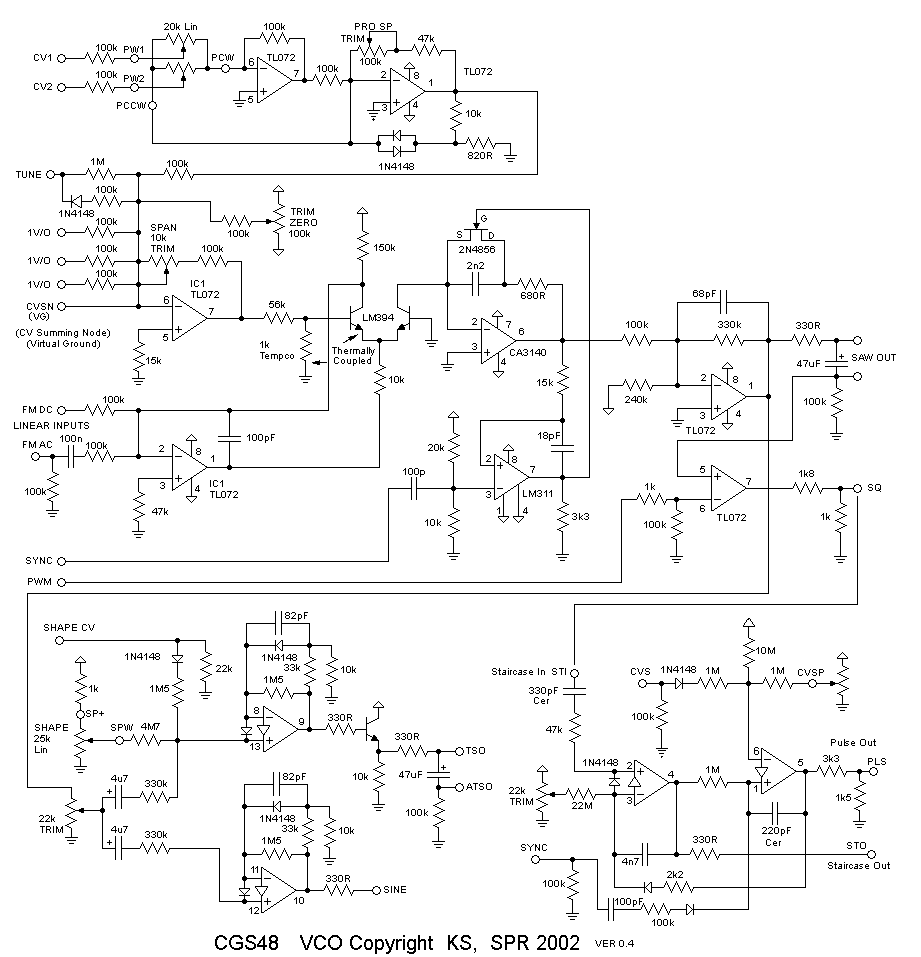 PRO SP
20k Lin
TRIM
100k
47k
CV1
100k
PW1
PCW
TL072
100k
100k
TL072
CV2
100k
PW2
PCCW
6
5
7
2
3
8
4
1
10k
1N4148
820R
TUNE
1M
100k
1N4148
100k
100k
TRIM
ZERO
100k
1V/O
100k
SPAN
10k
TRIM
1V/O
100k
100k
1V/O
100k
IC1
TL072
CVSN
(VG)
6
5
7
(CV Summing Node)
(Virtual Ground)
15k
56k
1k
Tempco
150k
LM394
Thermally
Coupled
10k
G
S
D
2N4856
2n2
680R
2
3
7
4
6
CA3140
15k
18pF
20k
100p
10k
2
3
8
1
4
7
LM311
3k3
FM DC
100k
LINEAR INPUTS
FM AC
100n
100k
100k
100pF
2
3
8
4
1
IC1
TL072
47k
SYNC
PWM
68pF
100k
330k
330R
240k
2
3
8
4
1
TL072
47uF
+
SAW OUT
100k
5
6
7
TL072
1k
100k
1k8
SQ
1k
SHAPE CV
1N4148
22k
1M5
1k
SP+
SHAPE
25k
Lin
SPW
4M7
82pF
1N4148
33k
10k
1M5
8
13
9
330R
330R
TSO
10k
47uF
+
ATSO
100k
22k
TRIM
4u7
+
330k
4u7
+
330k
82pF
1N4148
33k
10k
1M5
11
12
10
330R
SINE
Staircase In STI
330pF
Cer
47k
CVS
1N4148
1M
10M
1M
CVSP
100k
1N4148
22k
TRIM
22M
2
3
4
1M
6
1
5
3k3
Pulse Out
PLS
1k5
220pF
Cer
4n7
330R
STO
Staircase Out
2k2
SYNC
100k
100pF
100k
CGS48 VCO Copyright KS, SPR 2002 VER 0.4